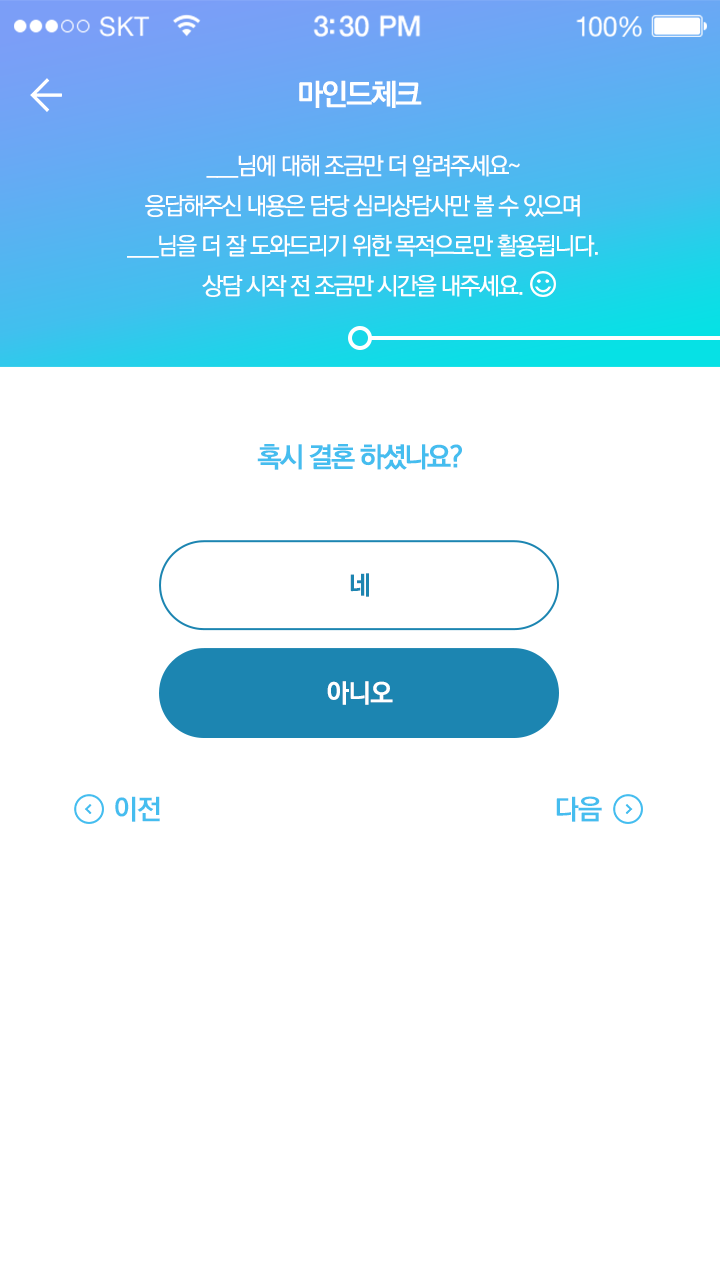 SKT 3:30 PM 100%
마인드체크
___님에 대해 조금만 더 알려주세요~
응답해주신 내용은 담당 심리상담사만 볼 수 있으며
___님을 더 잘 도와드리기 위한 목적으로만 활용됩니다.
상담 시작 전 조금만 시간을 내주세요.
혹시 결혼 하셨나요?
네
아니오
이전
다음